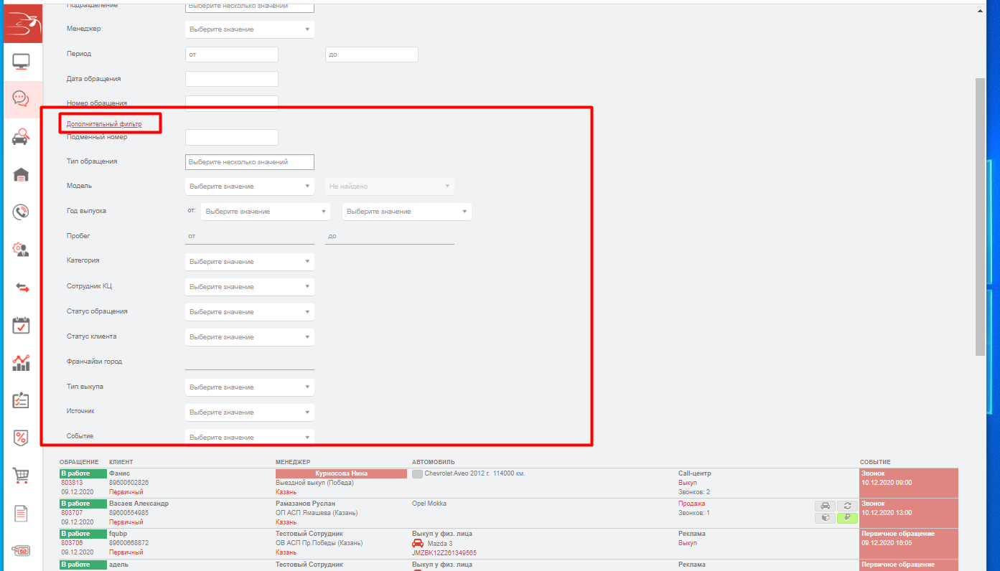 Подразделение Выберите несколько значений
Менеджер Выберите значение
Период от до
Дата обращения
Номер обращения
Дополнительный фильтр
Подменный номер
Тип обращения Выберите несколько значений
Модель Выберите значение Не найдено
Год выпуска от: Выберите значение Выберите значение
Пробег от до
Категория Выберите значение
Сотрудник КЦ Выберите значение
Статус обращения Выберите значение
Статус клиента Выберите значение
Франчайзи город
Тип выкупа Выберите значение
Источник Выберите значение
Событие Выберите значение
ОБРАЩЕНИЕ КЛИЕНТ МЕНЕДЖЕР АВТОМОБИЛЬ СОБЫТИЕ
В работе Фанис Курносова Нина Chevrolet Aveo 2012 г. 114000 км. Call-центр Звонок
803813 89600502826 Выездной выкуп (Победа) Выкуп 10.12.2020 09:00
09.12.2020 Первичный Казань Звонков: 2
В работе Васаев Александр Рамазанов Руслан Opel Mokka Продажа Звонок
803707 89600554985 ОП АСП Ямашева (Казань) Звонков: 1 10.12.2020 13:00
09.12.2020 Первичный Казань
В работе fqubp Тестовый Сотрудник Выкуп у физ. лица Реклама Первичное обращение
803706 89600668872 ОВ АСП Пр.Победы (Казань) Mazda 3 Выкуп 09.12.2020 16:05
09.12.2020 Первичный Казань JMZBK12Z261349565
В работе адель Тестовый Сотрудник Выкуп у физ. лица Реклама Первичное обращение